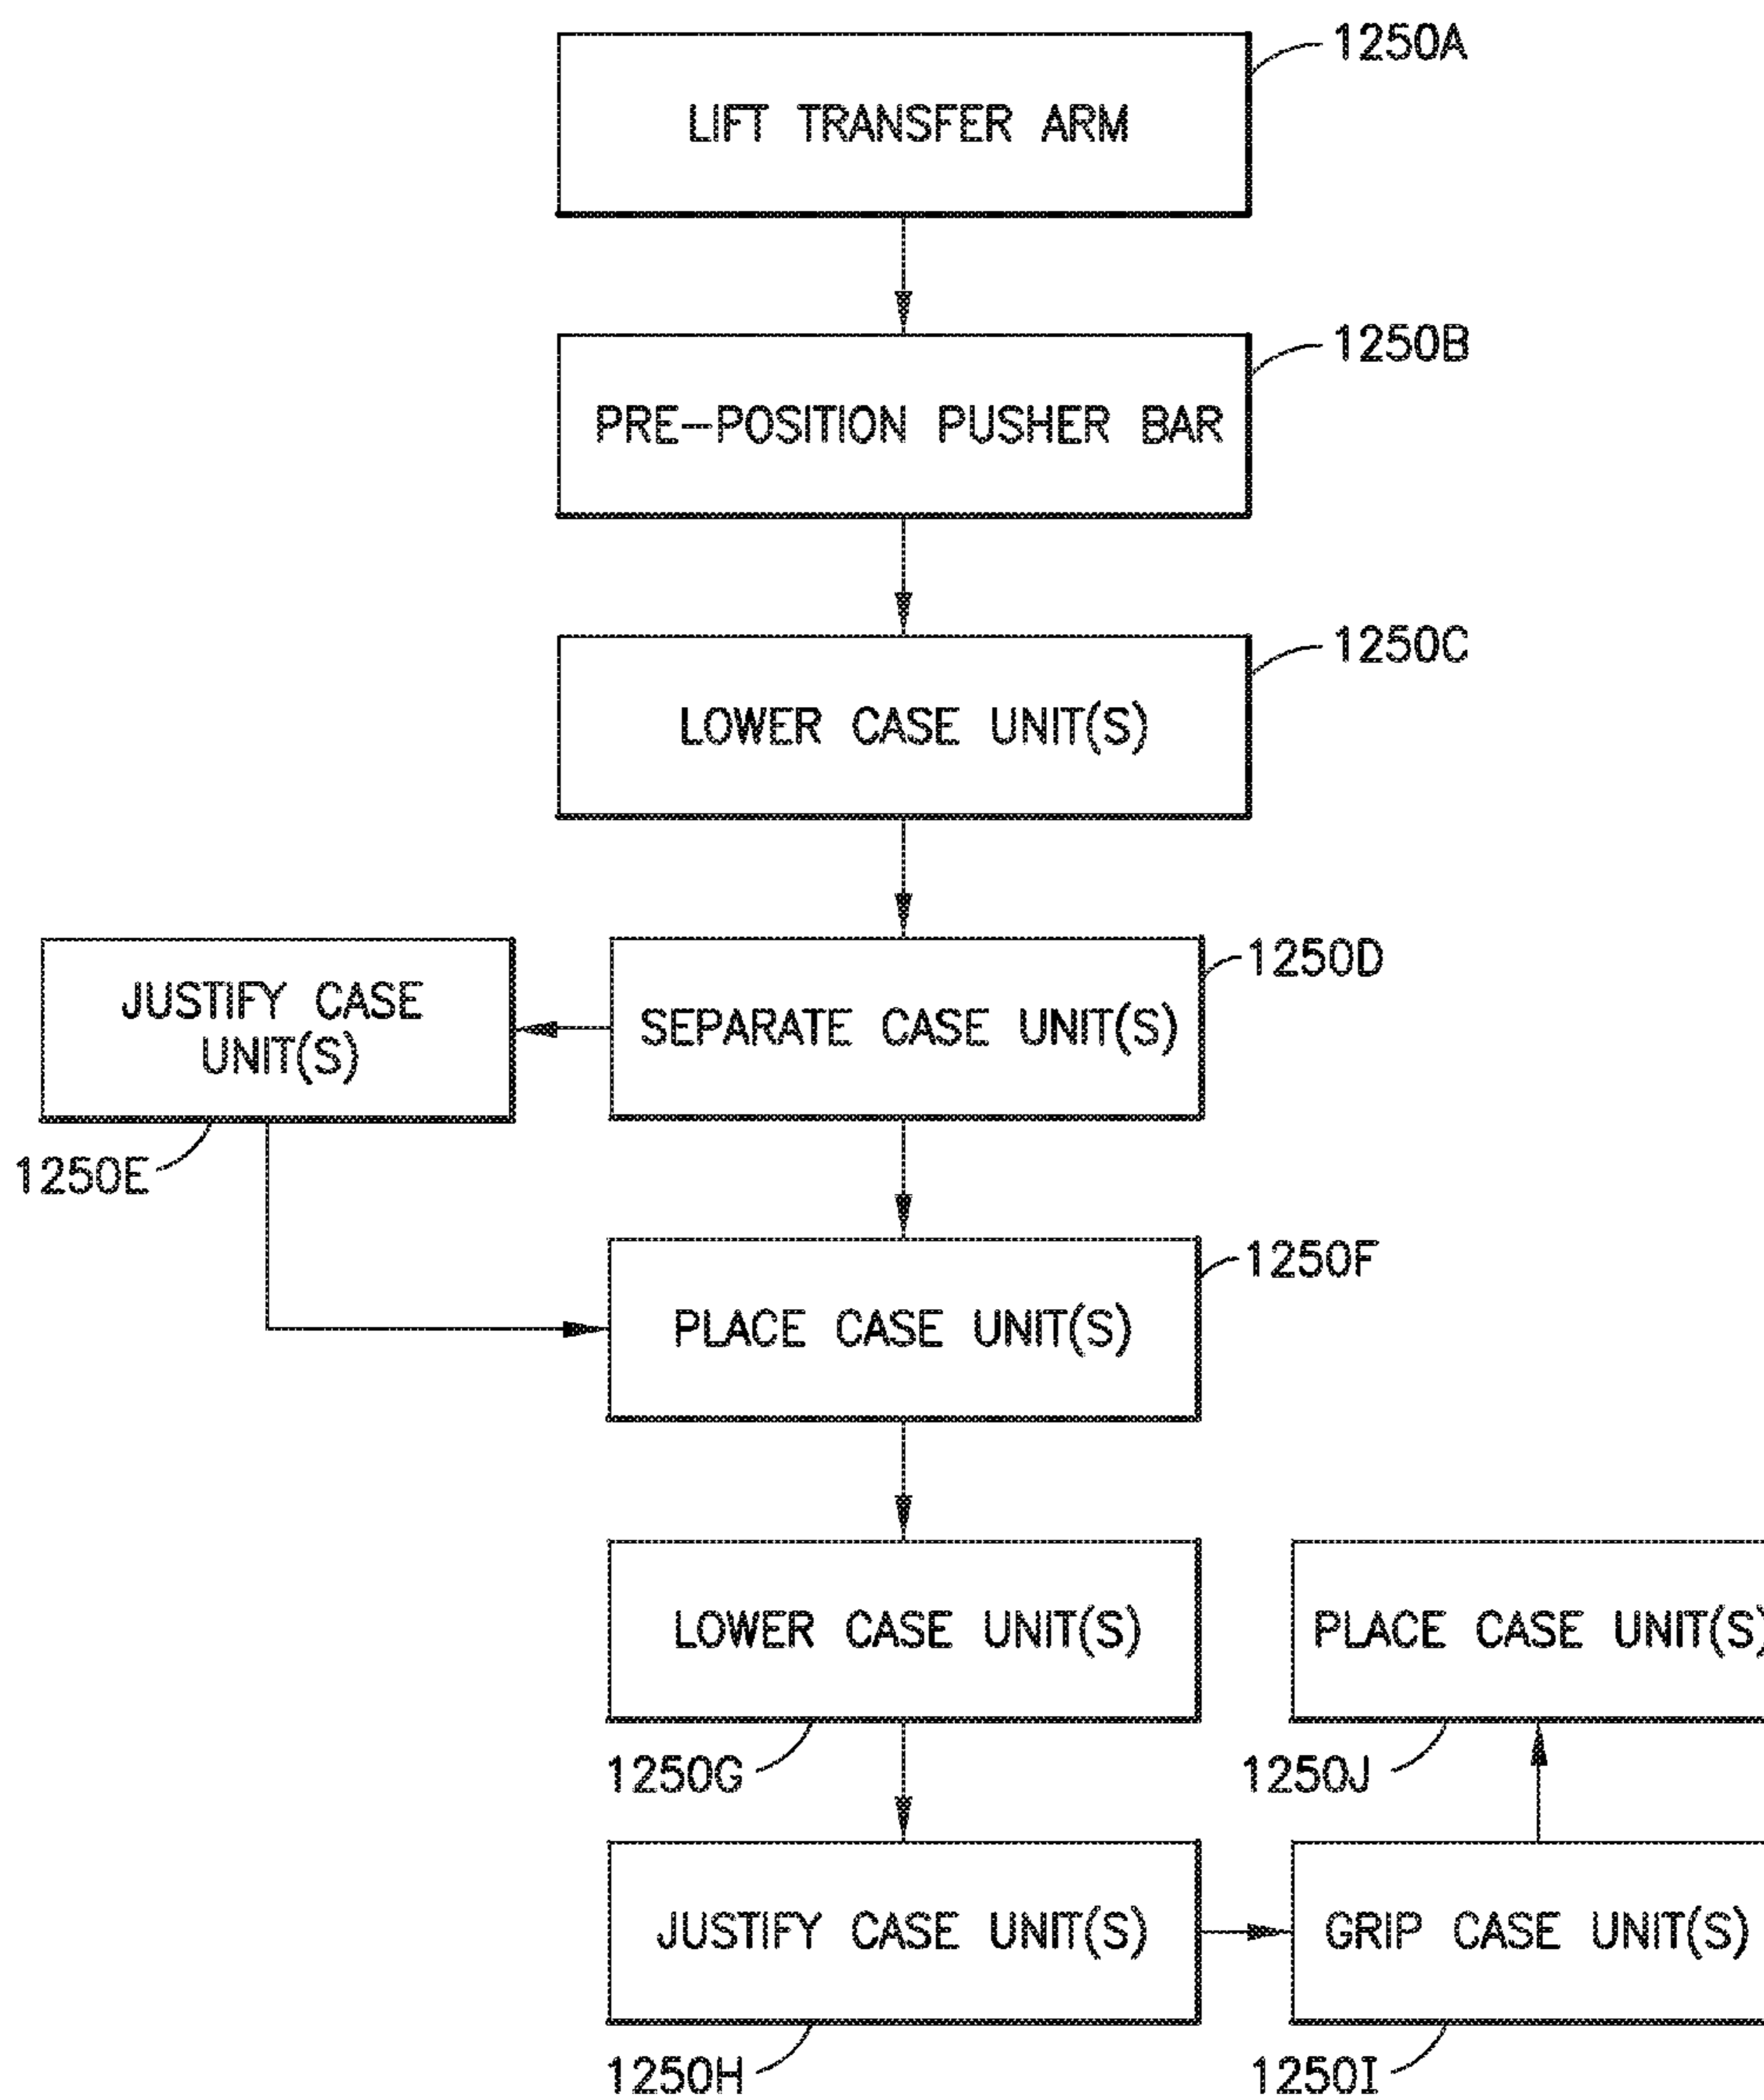 LIFT TRANSFER ARM
1250A
PRE-POSITION PUSHER BAR
1250B
LOWER CASE UNIT(S)
1250C
SEPARATE CASE UNIT(S)
1250D
JUSTIFY CASE
UNIT(S)
1250E
PLACE CASE UNIT(S)
1250F
LOWER CASE UNIT(S)
1250G
PLACE CASE UNIT(S)
1250J
JUSTIFY CASE UNIT(S)
1250H
GRIP CASE UNIT(S)
1250I